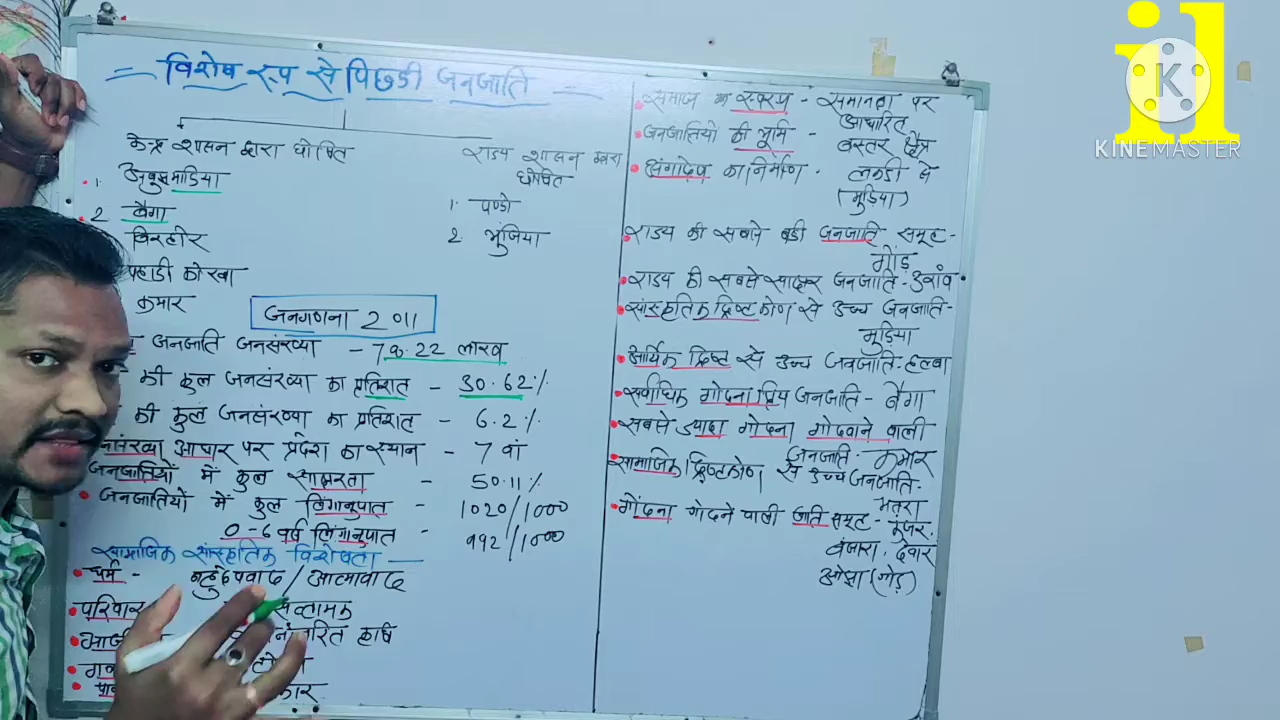 विशेष रूप से पिछडी जनजाति
केन्द्र शासन द्वारा घोषित
राज्य शासन द्वारा घोषित
1. अबूझमाडिया
2 बैगा
बिरहोर
पहाडी कोरबा
कमार
1. पण्डो
2 भुंजिया
जनगणना 2011
जनजाति जनसंख्या - 78.22 लाख
की कुल जनसंख्या का प्रतिशत - 30.62%
की कुल जनसंख्या का प्रतिशत - 6.2%
आधार पर प्रदेश का स्थान - 7 वां
जनजातियों में कुल साक्षरता - 50.11%
• जनजातियों में कुल लिंगानुपात - 1020/1000
0-6 वर्ष लिंगानुपात - 992/1000
सामाजिक सांस्कृतिक विशेषता
• धर्म - बहुदेववाद / आत्मावाद
• परिवार
कृषि
• समाज का स्वरूप - समानता पर
आधारित
• जनजातियों की भूमि - बस्तर क्षेत्र
• अंगादेव का निर्माण - लकडी से
(मुडिया)
• राज्य की सबसे बडी जनजाति समूह -
गोंड़
• राज्य की सबसे साक्षर जनजाति - उरांव
• सांस्कृतिक द्रिष्टकोण से उच्च जनजाति -
मुडिया
• आर्थिक द्रिष्ट से उच्च जनजाति - हल्बा
• सर्वाधिक गोदना प्रिय जनजाति - बैगा
• सबसे ज्यादा गोदना गोदवाने वाली
जनजाति - कमार
• सामाजिक द्रिष्टकोण से उच्च जनजाति -
भतरा
• गोंदना गोदने वाली जाति समूह - कंजर,
बंजारा, देवार
ओझा (गोड़)
il
K
KINEMASTER